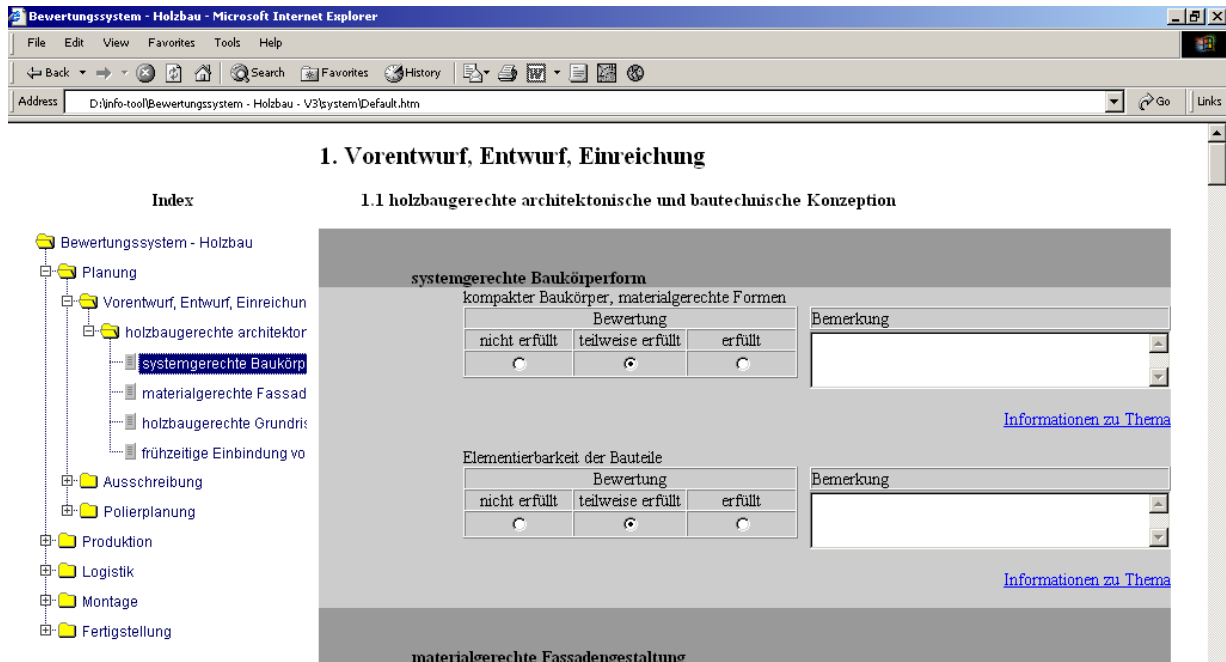 Bewertungssystem - Holzbau - Microsoft Internet Explorer
File Edit View Favorites Tools Help
Back Search Favorites History
Address D:\info-tool\Bewertungssystem - Holzbau - V3\system\Default.htm Go Links
1. Vorentwurf, Entwurf, Einreichung
Index
1.1 holzbaugerechte architektonische und bautechnische Konzeption
Bewertungssystem - Holzbau
Planung
Vorentwurf, Entwurf, Einreichun
holzbaugerechte architektor
systemgerechte Baukörp
materialgerechte Fassad
holzbaugerechte Grundris
frühzeitige Einbindung vo
Ausschreibung
Polierplanung
Produktion
Logistik
Montage
Fertigstellung
systemgerechte Baukörperform
kompakter Baukörper, materialgerechte Formen
Bewertung
nicht erfüllt teilweise erfüllt erfüllt
Bemerkung
Informationen zu Thema
Elementierbarkeit der Bauteile
Bewertung
nicht erfüllt teilweise erfüllt erfüllt
Bemerkung
Informationen zu Thema
materialgerechte Fassadengestaltung